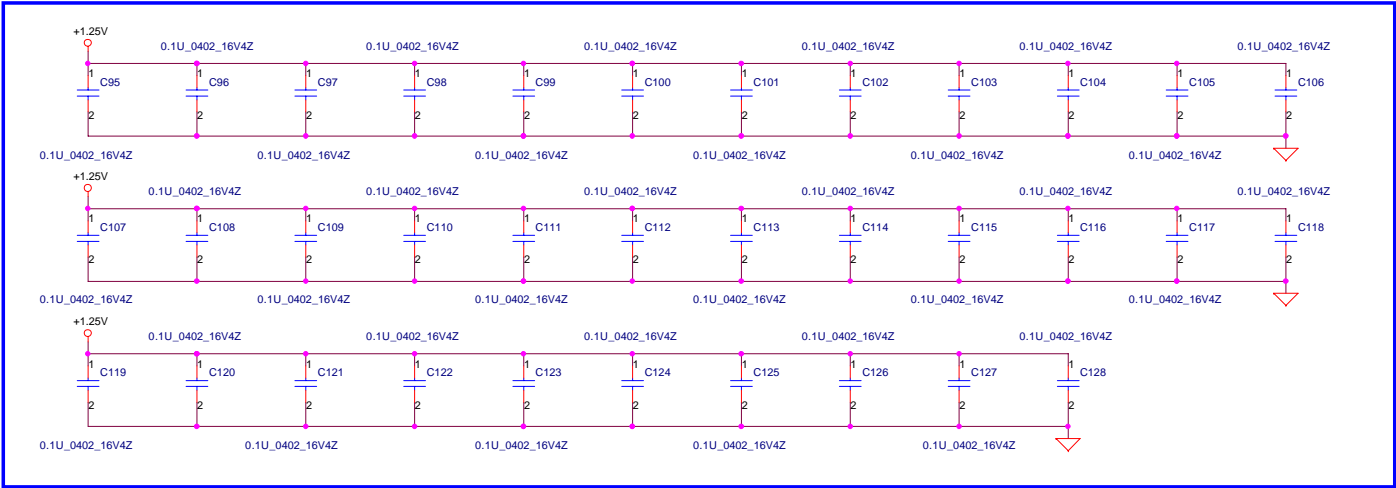 +1.25V
0.1U_0402_16V4Z 0.1U_0402_16V4Z 0.1U_0402_16V4Z 0.1U_0402_16V4Z 0.1U_0402_16V4Z 0.1U_0402_16V4Z
1 1 1 1 1 1 1 1 1 1 1 1
C95 C96 C97 C98 C99 C100 C101 C102 C103 C104 C105 C106
2 2 2 2 2 2 2 2 2 2 2 2
0.1U_0402_16V4Z 0.1U_0402_16V4Z 0.1U_0402_16V4Z 0.1U_0402_16V4Z 0.1U_0402_16V4Z 0.1U_0402_16V4Z
+1.25V
0.1U_0402_16V4Z 0.1U_0402_16V4Z 0.1U_0402_16V4Z 0.1U_0402_16V4Z 0.1U_0402_16V4Z 0.1U_0402_16V4Z
1 1 1 1 1 1 1 1 1 1 1 1
C107 C108 C109 C110 C111 C112 C113 C114 C115 C116 C117 C118
2 2 2 2 2 2 2 2 2 2 2 2
0.1U_0402_16V4Z 0.1U_0402_16V4Z 0.1U_0402_16V4Z 0.1U_0402_16V4Z 0.1U_0402_16V4Z 0.1U_0402_16V4Z
+1.25V
0.1U_0402_16V4Z 0.1U_0402_16V4Z 0.1U_0402_16V4Z 0.1U_0402_16V4Z 0.1U_0402_16V4Z
1 1 1 1 1 1 1 1 1 1
C119 C120 C121 C122 C123 C124 C125 C126 C127 C128
2 2 2 2 2 2 2 2 2 2
0.1U_0402_16V4Z 0.1U_0402_16V4Z 0.1U_0402_16V4Z 0.1U_0402_16V4Z 0.1U_0402_16V4Z